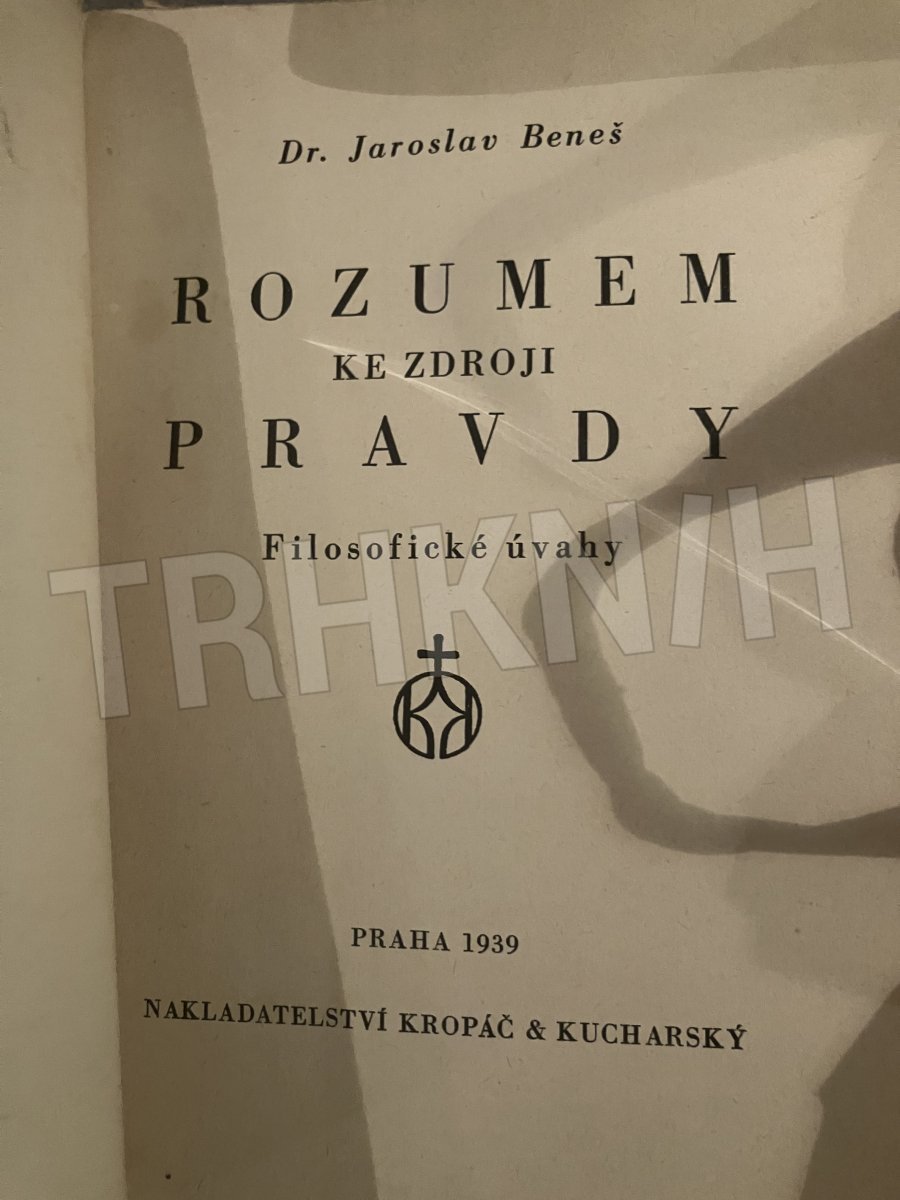 Dr. Jaroslav Beneš
ROZUMEM
KE ZDROJI
PRAVDY
Filosofické úvahy
TRHKNIH
PRAHA 1939
NAKLADATELSTVÍ KROPÁČ & KUCHARSKÝ